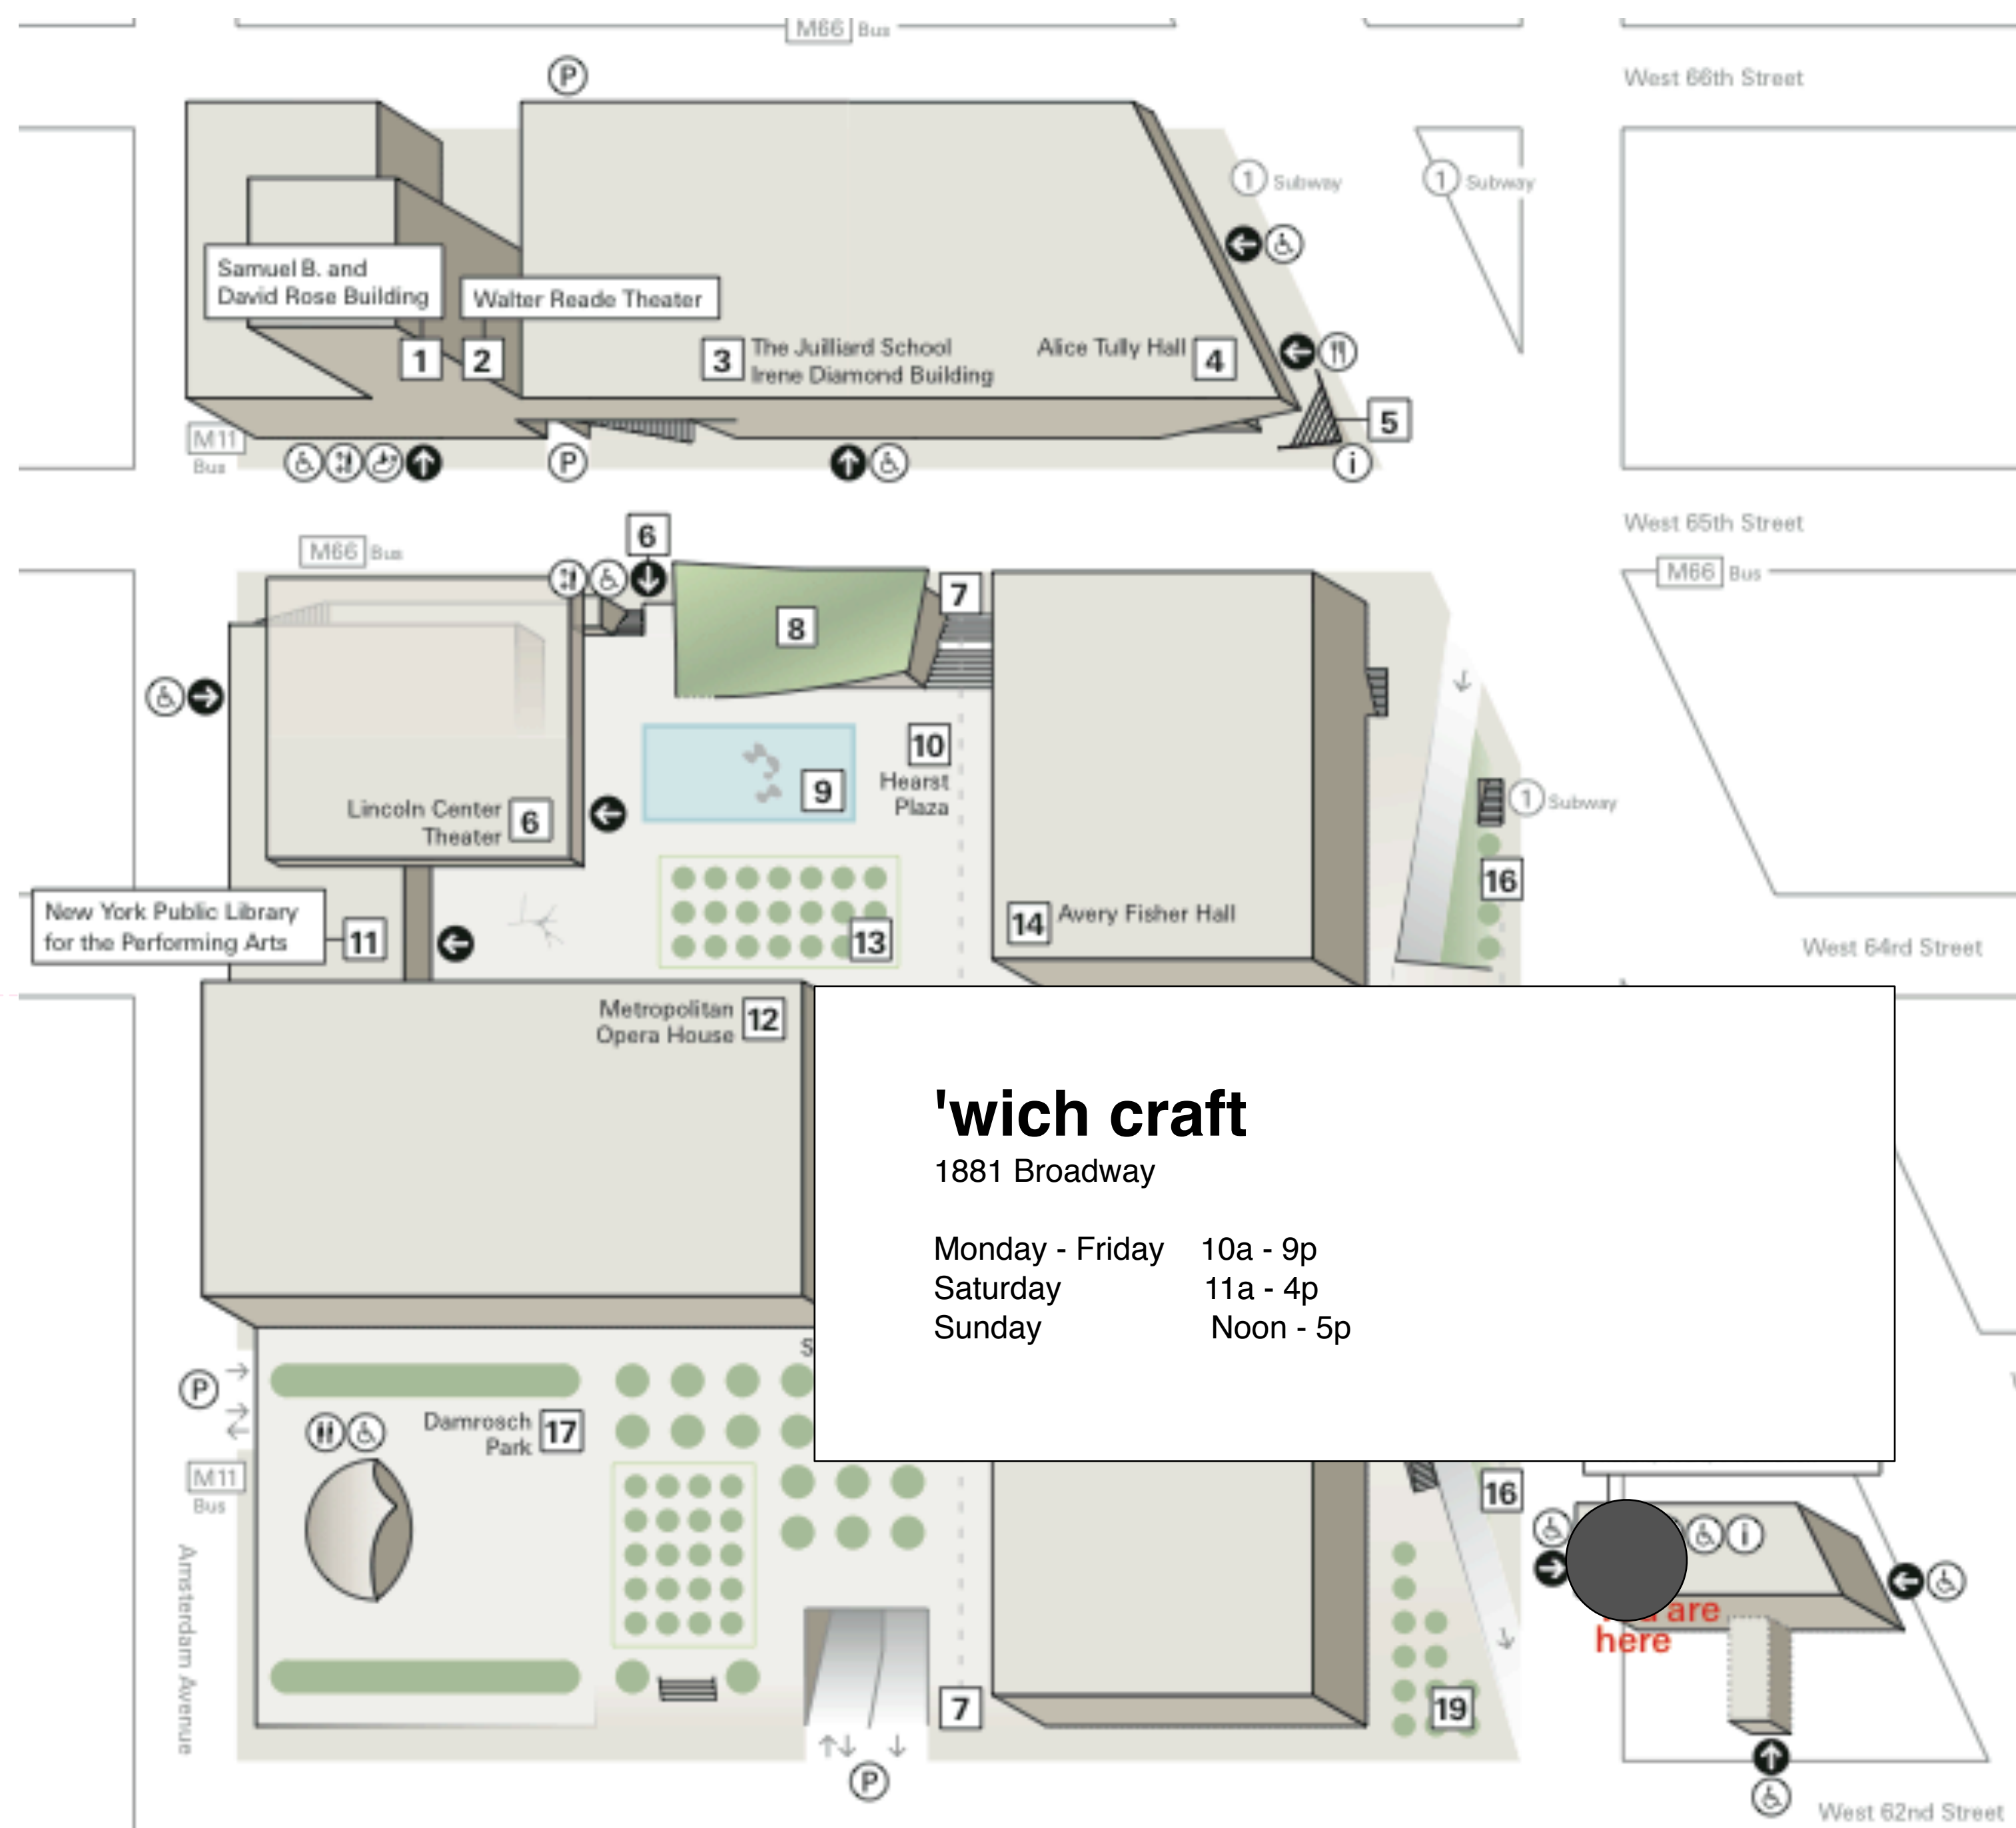 M66 Bus
P
West 66th Street
1 Subway
1 Subway
Samuel B. and
David Rose Building
Walter Reade Theater
1
2
3
The Juilliard School
Irene Diamond Building
Alice Tully Hall
4
5
M11
Bus
P
i
West 65th Street
6
M66 Bus
M66 Bus
7
8
10
Hearst
Plaza
9
1 Subway
Lincoln Center
Theater
6
16
New York Public Library
for the Performing Arts
11
13
14
Avery Fisher Hall
West 64rd Street
Metropolitan
Opera House
12
'wich craft
1881 Broadway
Monday - Friday 10a - 9p
Saturday 11a - 4p
Sunday Noon - 5p
P
Damrosch
Park
17
M11
Bus
16
i
Amsterdam Avenue
are
here
7
19
P
West 62nd Street